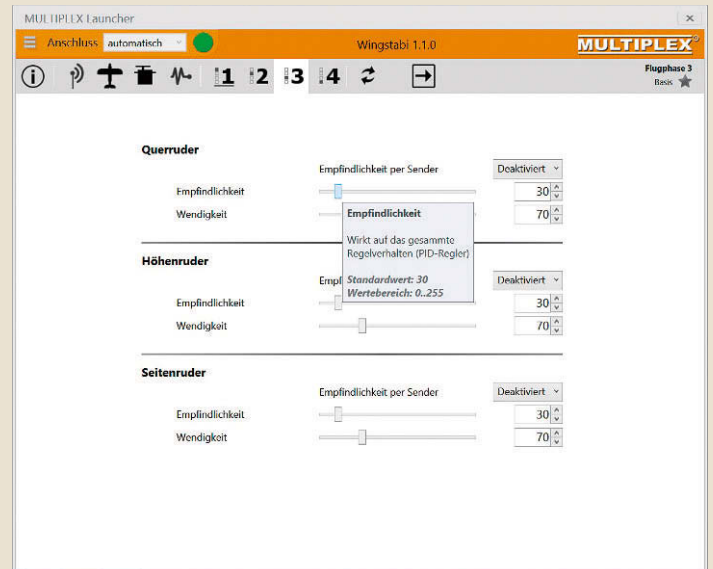 MULTIPLEX Launcher
Anschluss automatisch
Wingstabi 1.1.0
MULTIPLEX®
1 2 3 4
Flugphase 3
Basis
Querruder
Empfindlichkeit per Sender Deaktiviert
Empfindlichkeit 30
Wendigkeit 70
Empfindlichkeit
Wirkt auf das gesammte
Regelverhalten (PID-Regler)
Standardwert: 30
Wertebereich: 0..255
Höhenruder
Empf Deaktiviert
Empfindlichkeit 30
Wendigkeit 70
Seitenruder
Empfindlichkeit per Sender Deaktiviert
Empfindlichkeit 30
Wendigkeit 70